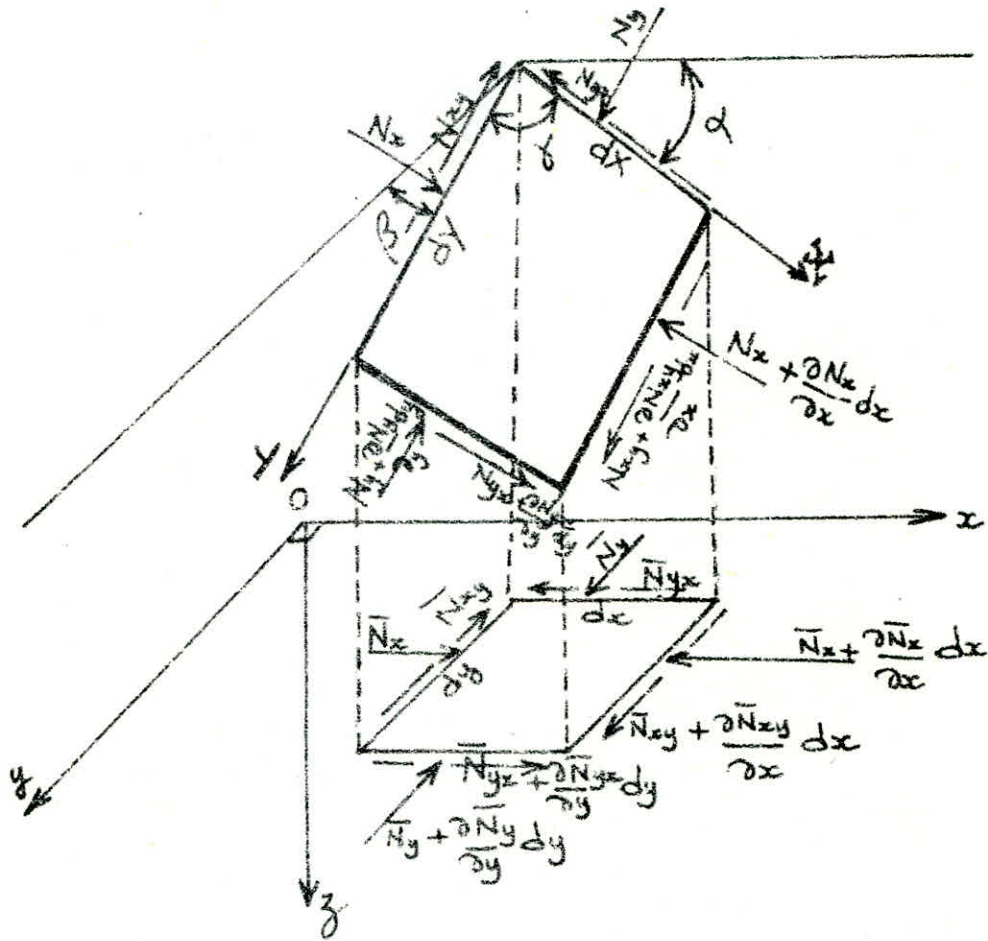 Ny
Nyx
α
Nx
Nxy
γ
dX
β
dY
X
Nx + ∂Nx/∂x dx
Nxy + ∂Nxy/∂x dx
Y
Ny + ∂Ny/∂y dy
O
x
N̄y
N̄yx
dx
N̄xy
N̄x
dy
N̄x + ∂N̄x/∂x dx
N̄xy + ∂N̄xy/∂x dx
y
N̄yx + ∂N̄yx/∂y dy
N̄y + ∂N̄y/∂y dy
z